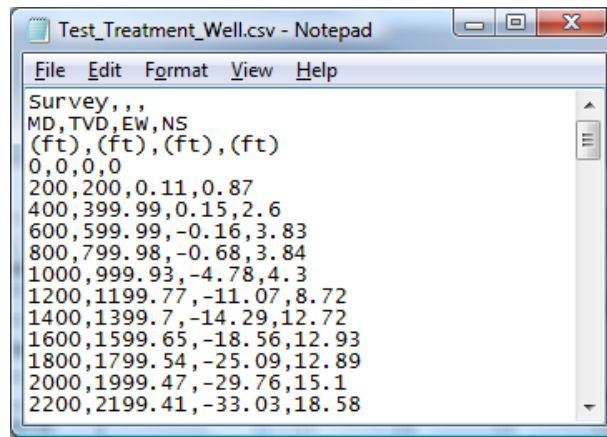 Test_Treatment_Well.csv - Notepad
File Edit Format View Help
Survey,,,
MD,TVD,EW,NS
(ft),(ft),(ft),(ft)
0,0,0,0
200,200,0.11,0.87
400,399.99,0.15,2.6
600,599.99,-0.16,3.83
800,799.98,-0.68,3.84
1000,999.93,-4.78,4.3
1200,1199.77,-11.07,8.72
1400,1399.7,-14.29,12.72
1600,1599.65,-18.56,12.93
1800,1799.54,-25.09,12.89
2000,1999.47,-29.76,15.1
2200,2199.41,-33.03,18.58